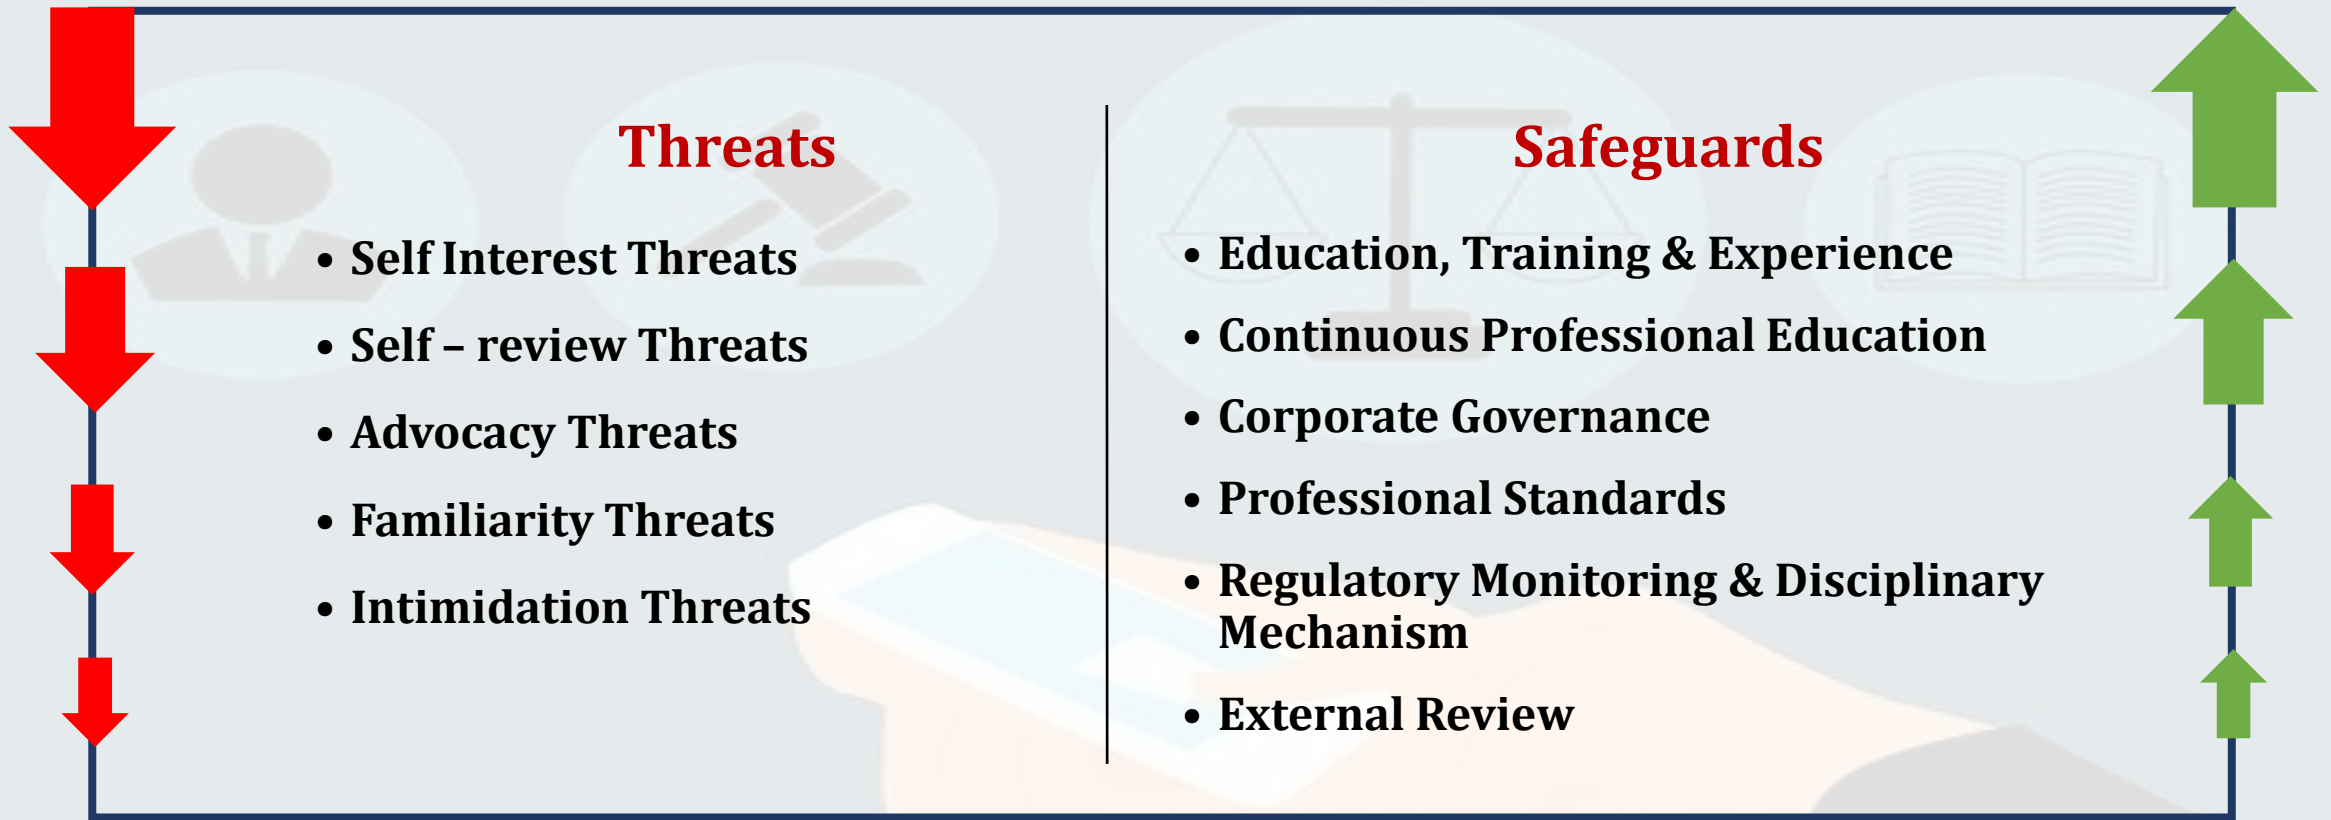 Threats
• Self Interest Threats
• Self – review Threats
• Advocacy Threats
• Familiarity Threats
• Intimidation Threats
Safeguards
• Education, Training & Experience
• Continuous Professional Education
• Corporate Governance
• Professional Standards
• Regulatory Monitoring & Disciplinary
Mechanism
• External Review